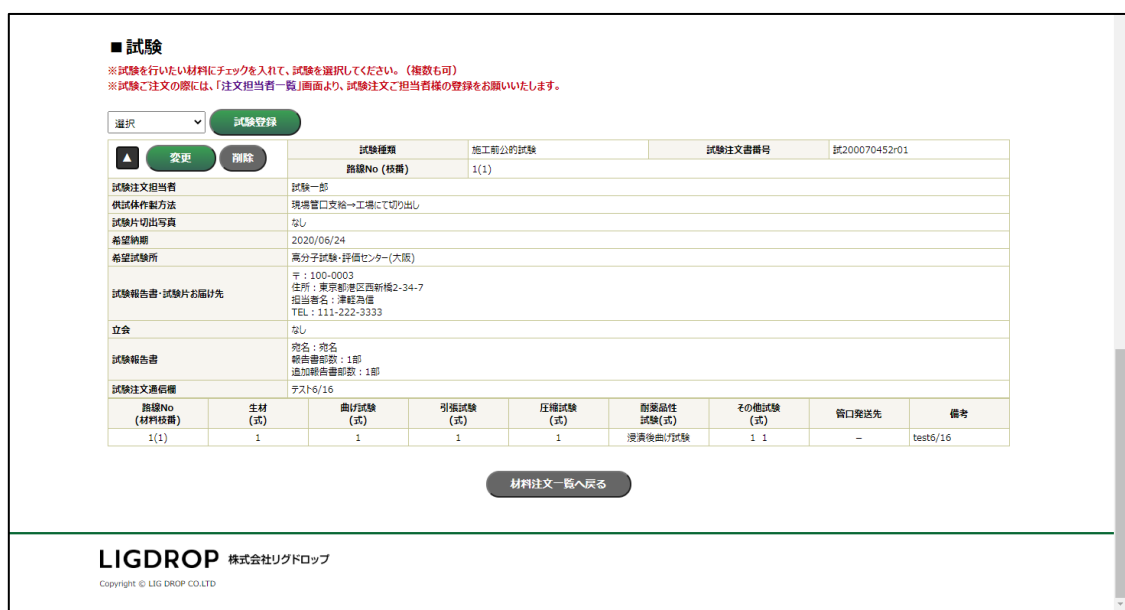 ■試験
※試験を行いたい材料にチェックを入れて、試験を選択してください。（複数も可）
※試験ご注文の際には、「注文担当者一覧」画面より、試験注文ご担当者様の登録をお願いいたします。
選択 試験登録
▲ 変更 削除 試験種類 施工前公的試験 試験注文書番号 試200070452r01
路線No (枝番) 1(1)
試験注文担当者 試験一郎
供試体作製方法 現場管口支給→工場にて切り出し
試験片切出写真 なし
希望納期 2020/06/24
希望試験所 高分子試験・評価センター(大阪)
試験報告書・試験片お届け先
〒：100-0003
住所：東京都港区西新橋2-34-7
担当者名：津軽為信
TEL：111-222-3333
立会 なし
試験報告書
宛名：宛名
報告書部数：1部
追加報告書部数：1部
試験注文通信欄 テスト6/16
路線No 生材 曲げ試験 引張試験 圧縮試験 耐薬品性 その他試験 管口発送先 備考
(材料枝番) (式) (式) (式) (式) 試験(式) (式)
1(1) 1 1 1 1 浸漬後曲げ試験 1 1 – test6/16
材料注文一覧へ戻る
LIGDROP 株式会社リグドロップ
Copyright © LIG DROP CO.LTD